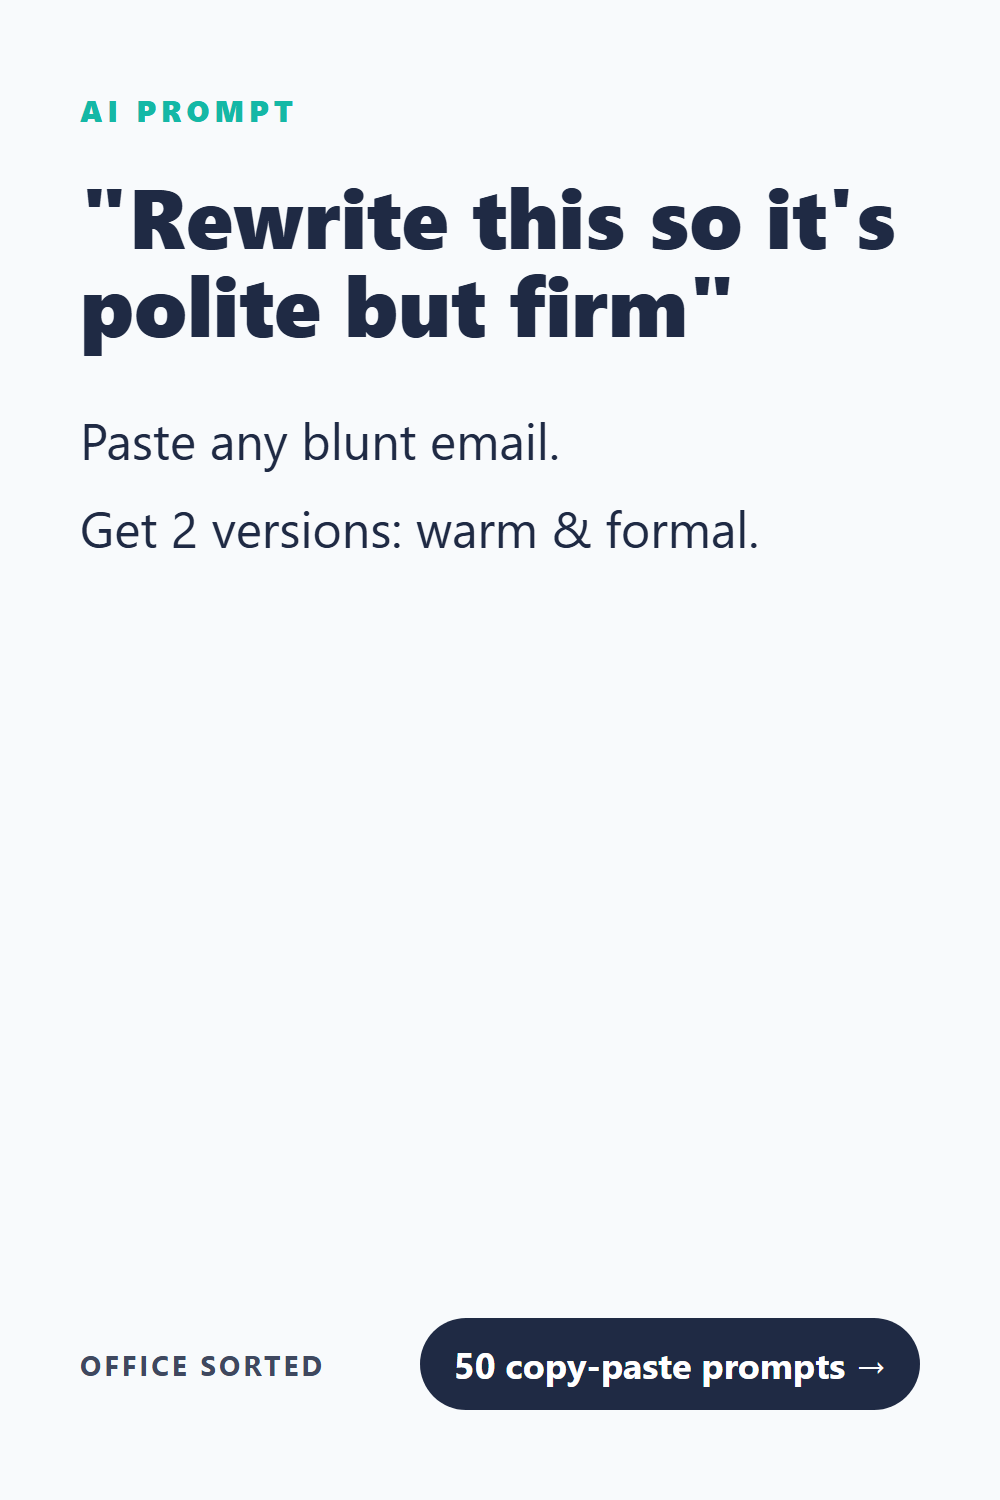 AI PROMPT
"Rewrite this so it's
polite but firm"
Paste any blunt email.
Get 2 versions: warm & formal.
OFFICE SORTED
50 copy-paste prompts →